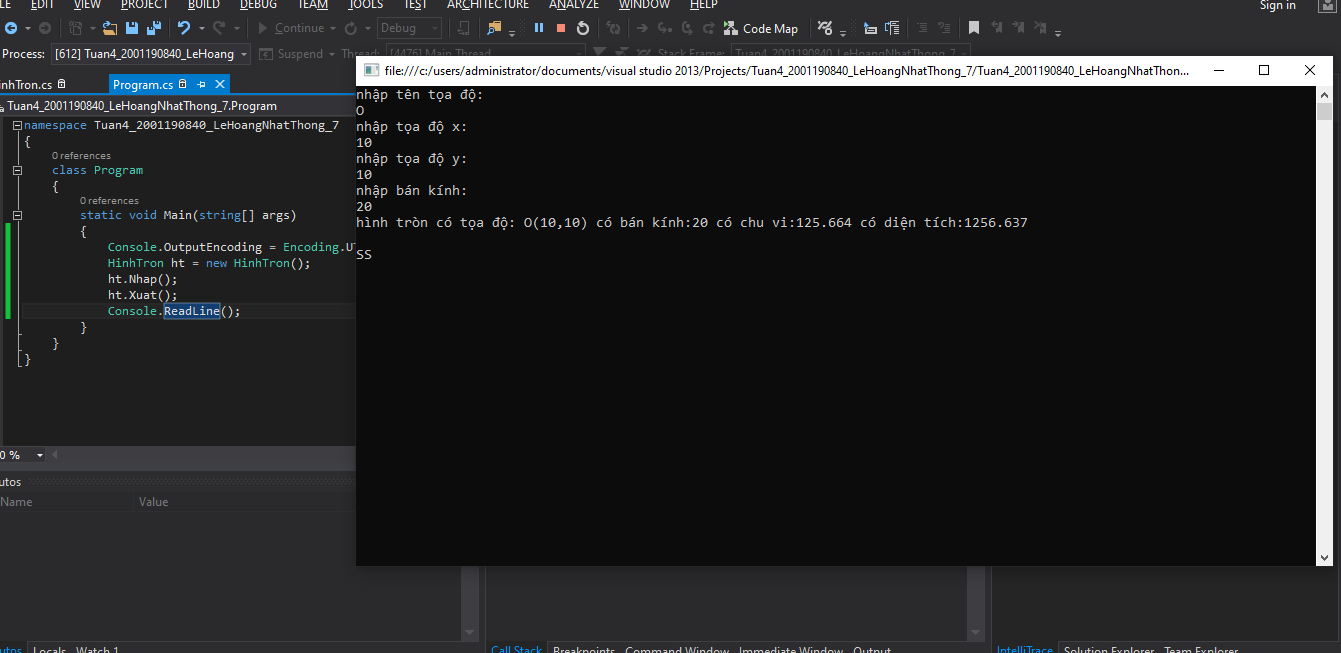 LE EDIT VIEW PROJECT BUILD DEBUG TEAM TOOLS TEST ARCHITECTURE ANALYZE WINDOW HELP Sign in
Continue Debug Code Map
Process: [612] Tuan4_2001190840_LeHoang Suspend Thread: [4476] Main Thread Stack Frame: Tuan4_2001190840_LeHoangNhatThong_7
inhTron.cs Program.cs
Tuan4_2001190840_LeHoangNhatThong_7.Program
namespace Tuan4_2001190840_LeHoangNhatThong_7
{
0 references
class Program
{
0 references
static void Main(string[] args)
{
Console.OutputEncoding = Encoding.UT
HinhTron ht = new HinhTron();
ht.Nhap();
ht.Xuat();
Console.ReadLine();
}
}
}
file:///c:/users/administrator/documents/visual studio 2013/Projects/Tuan4_2001190840_LeHoangNhatThong_7/Tuan4_2001190840_LeHoangNhatThon...
nhập tên tọa độ:
O
nhập tọa độ x:
10
nhập tọa độ y:
10
nhập bán kính:
20
hình tròn có tọa độ: O(10,10) có bán kính:20 có chu vi:125.664 có diện tích:1256.637
SS
0 %
utos
Name Value
utos Locals Watch 1 Call Stack Breakpoints Command Window Immediate Window Output IntelliTrace Solution Explorer Team Explorer